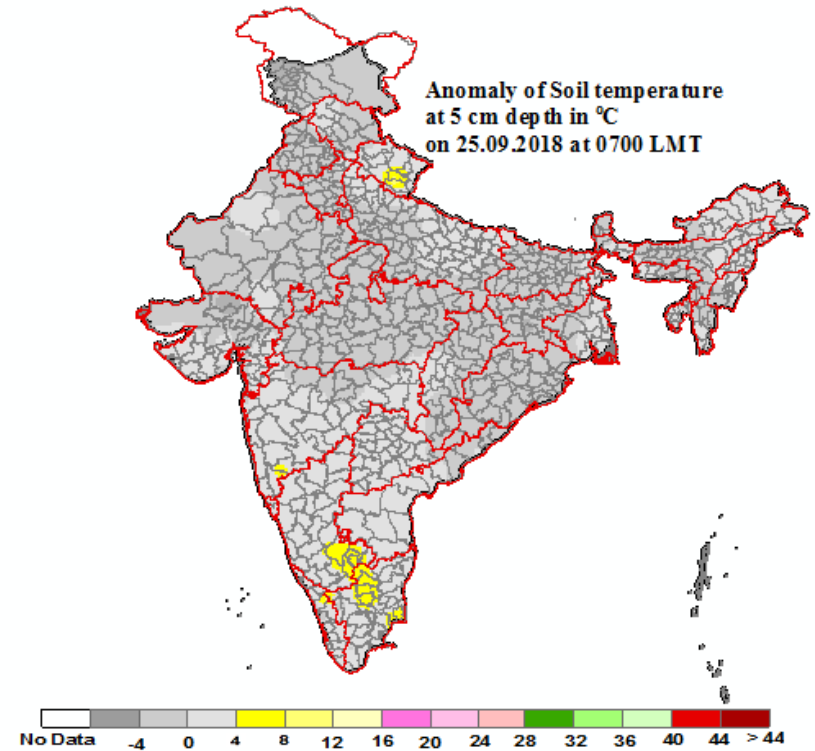 Anomaly of Soil temperature
at 5 cm depth in ⁰C
on 25.09.2018 at 0700 LMT
No Data -4 0 4 8 12 16 20 24 28 32 36 40 44 > 44